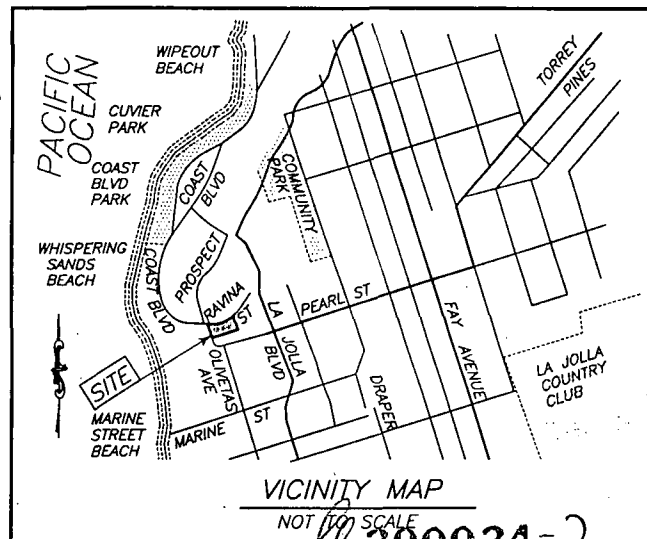 WIPEOUT
BEACH
PACIFIC
OCEAN
CUVIER
PARK
COAST
BLVD
PARK
WHISPERING
SANDS
BEACH
COAST BLVD
COAST BLVD
PROSPECT
COMMUNITY
PARK
TORREY
PINES
RAVINA
ST
LA
JOLLA
BLVD
PEARL ST
FAY
AVENUE
SITE
OLIVETAS
AVE
MARINE
STREET
BEACH
MARINE ST
DRAPER
LA JOLLA
COUNTRY
CLUB
VICINITY MAP
NOT TO SCALE